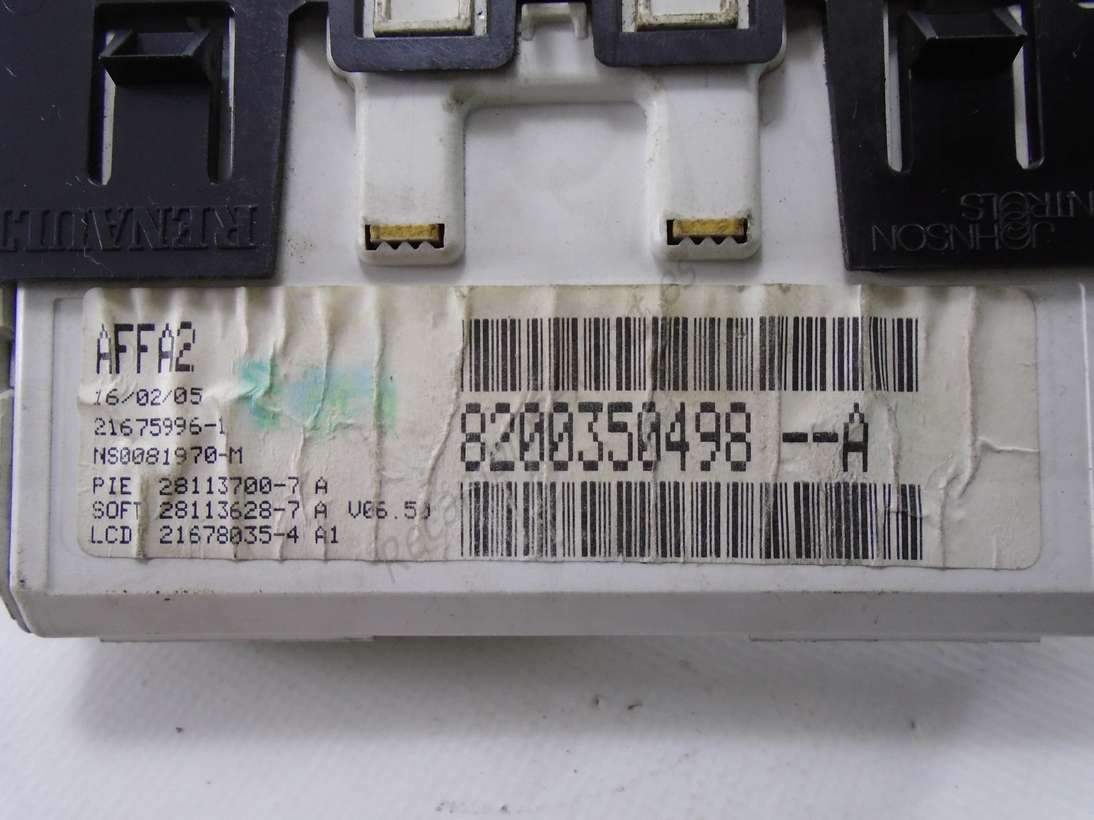 RENAULT
JOHNSON
CONTROLS
AFFA2
16/02/05
21675996-1
NS0081970-M
PIE 28113700-7 A
SOFT 28113628-7 A V06.50
LCD 21678035-4 A1
8200350498 --A